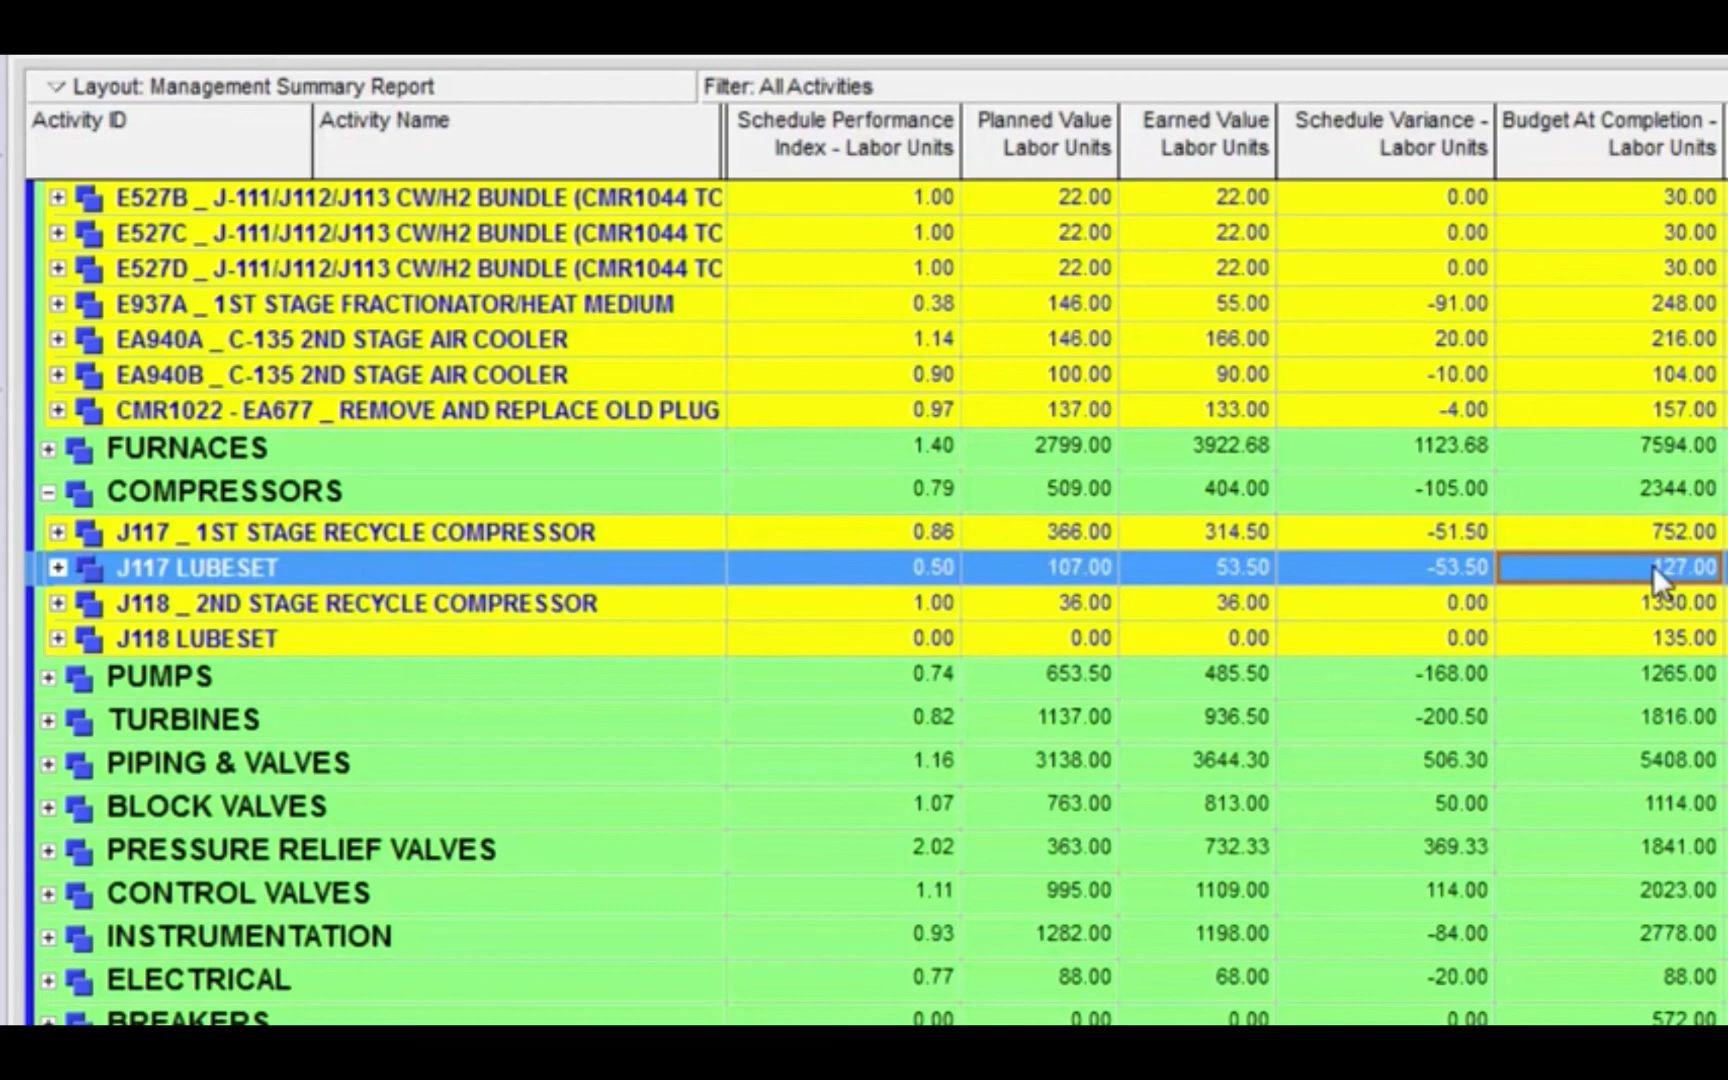 Layout: Management Summary Report Filter: All Activities
Activity ID Activity Name Schedule Performance Index - Labor Units Planned Value Labor Units Earned Value Labor Units Schedule Variance - Labor Units Budget At Completion - Labor Units
E527B _ J-111/J112/J113 CW/H2 BUNDLE (CMR1044 TC 1.00 22.00 22.00 0.00 30.00
E527C _ J-111/J112/J113 CW/H2 BUNDLE (CMR1044 TC 1.00 22.00 22.00 0.00 30.00
E527D _ J-111/J112/J113 CW/H2 BUNDLE (CMR1044 TC 1.00 22.00 22.00 0.00 30.00
E937A _ 1ST STAGE FRACTIONATOR/HEAT MEDIUM 0.38 146.00 55.00 -91.00 248.00
EA940A _ C-135 2ND STAGE AIR COOLER 1.14 146.00 166.00 20.00 216.00
EA940B _ C-135 2ND STAGE AIR COOLER 0.90 100.00 90.00 -10.00 104.00
CMR1022 - EA677 _ REMOVE AND REPLACE OLD PLUG 0.97 137.00 133.00 -4.00 157.00
FURNACES 1.40 2799.00 3922.68 1123.68 7594.00
COMPRESSORS 0.79 509.00 404.00 -105.00 2344.00
J117 _ 1ST STAGE RECYCLE COMPRESSOR 0.86 366.00 314.50 -51.50 752.00
J117 LUBESET 0.50 107.00 53.50 -53.50 127.00
J118 _ 2ND STAGE RECYCLE COMPRESSOR 1.00 36.00 36.00 0.00 1330.00
J118 LUBESET 0.00 0.00 0.00 0.00 135.00
PUMPS 0.74 653.50 485.50 -168.00 1265.00
TURBINES 0.82 1137.00 936.50 -200.50 1816.00
PIPING & VALVES 1.16 3138.00 3644.30 506.30 5408.00
BLOCK VALVES 1.07 763.00 813.00 50.00 1114.00
PRESSURE RELIEF VALVES 2.02 363.00 732.33 369.33 1841.00
CONTROL VALVES 1.11 995.00 1109.00 114.00 2023.00
INSTRUMENTATION 0.93 1282.00 1198.00 -84.00 2778.00
ELECTRICAL 0.77 88.00 68.00 -20.00 88.00
BREAKERS 0.00 0.00 0.00 0.00 572.00